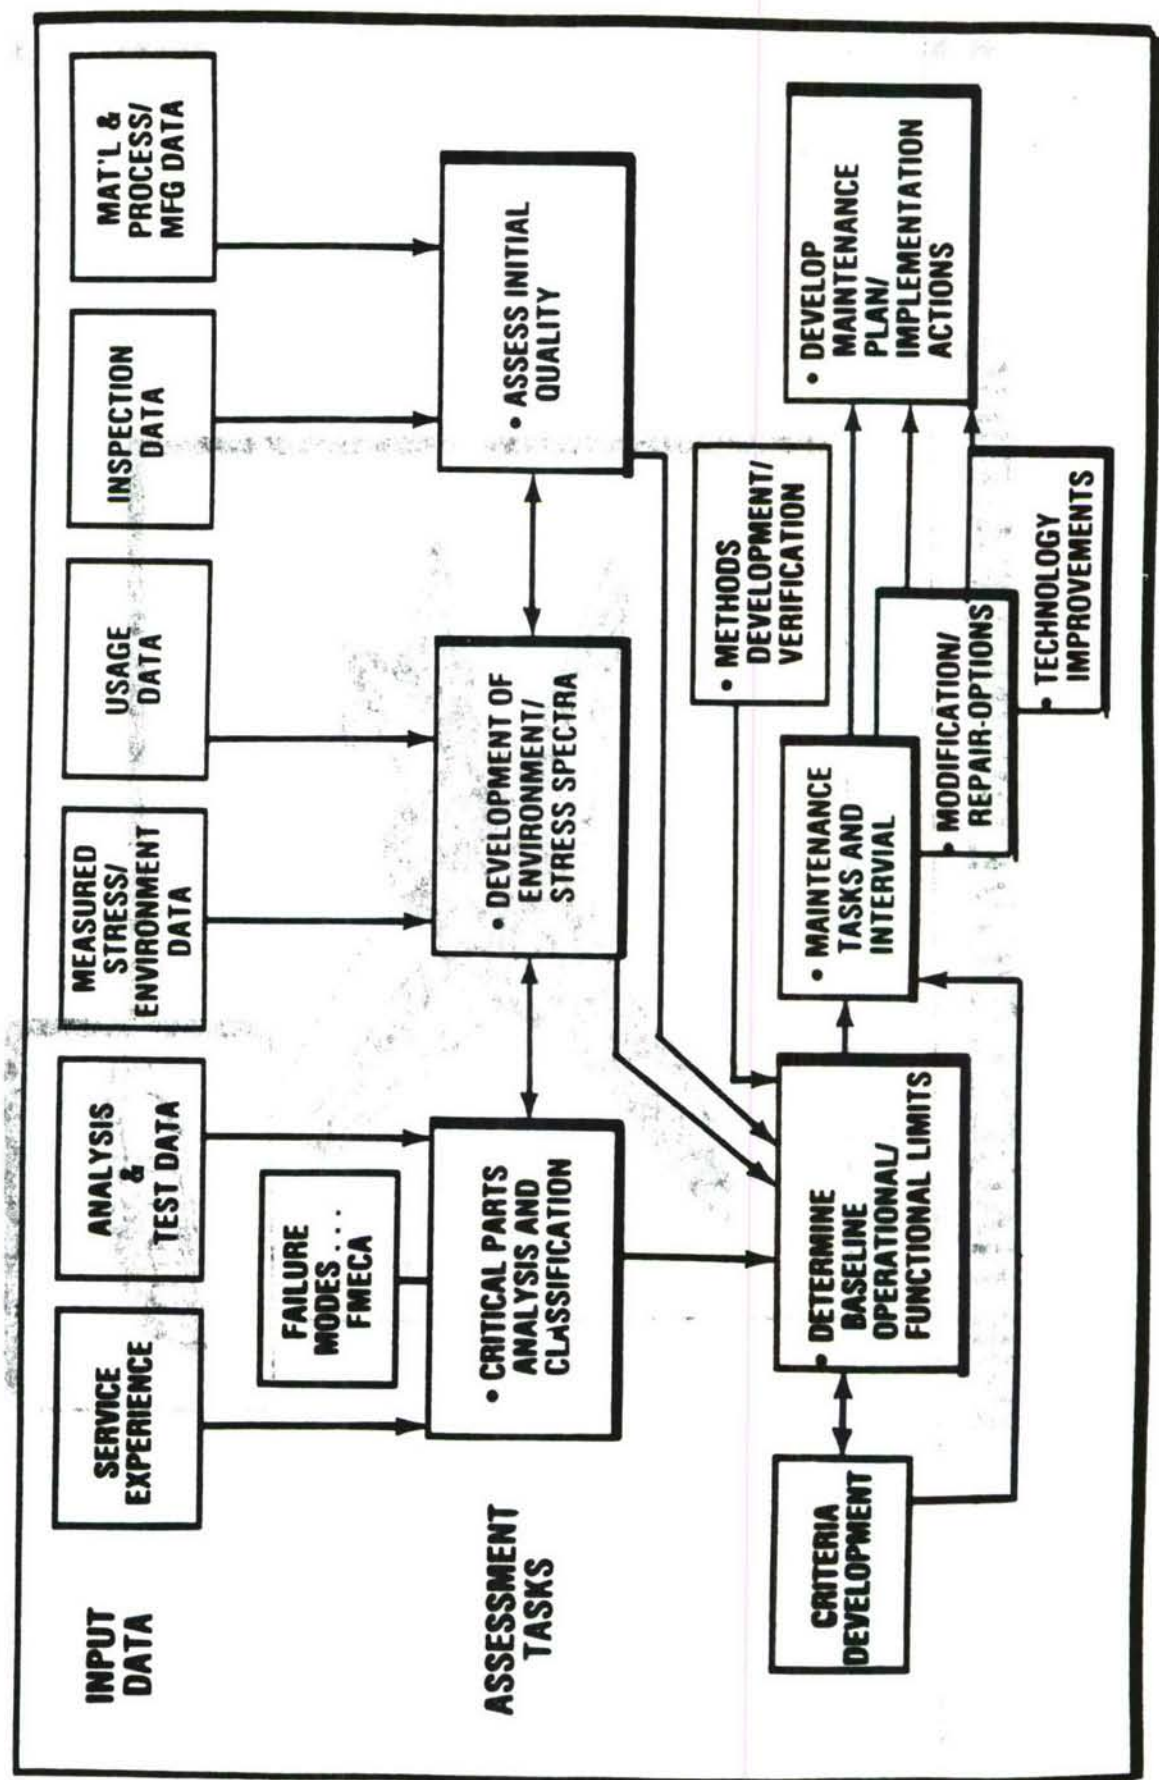 INPUT
DATA
SERVICE
EXPERIENCE
ANALYSIS
&
TEST DATA
MEASURED
STRESS/
ENVIRONMENT
DATA
USAGE
DATA
INSPECTION
DATA
MAT'L &
PROCESS/
MFG DATA
FAILURE
MODES...
FMECA
ASSESSMENT
TASKS
• CRITICAL PARTS
ANALYSIS AND
CLASSIFICATION
• DEVELOPMENT OF
ENVIRONMENT/
STRESS SPECTRA
• ASSESS INITIAL
QUALITY
• METHODS
DEVELOPMENT/
VERIFICATION
CRITERIA
DEVELOPMENT
• DETERMINE
BASELINE
OPERATIONAL/
FUNCTIONAL LIMITS
• MAINTENANCE
TASKS AND
INTERVIAL
• MODIFICATION/
REPAIR-OPTIONS
• TECHNOLOGY
IMPROVEMENTS
• DEVELOP
MAINTENANCE
PLAN/
IMPLEMENTATION
ACTIONS